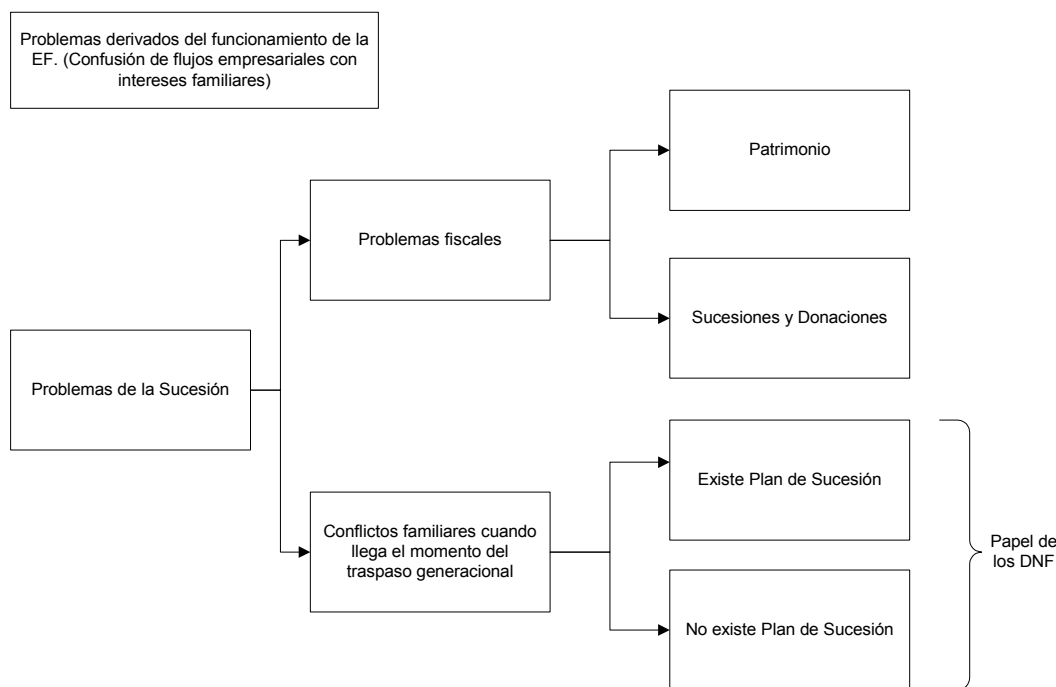 Problemas derivados del funcionamiento de la
EF. (Confusión de flujos empresariales con
intereses familiares)
Patrimonio
Problemas fiscales
Sucesiones y Donaciones
Problemas de la Sucesión
Existe Plan de Sucesión
Conflictos familiares cuando
llega el momento del
traspaso generacional
Papel de
los DNF
No existe Plan de Sucesión